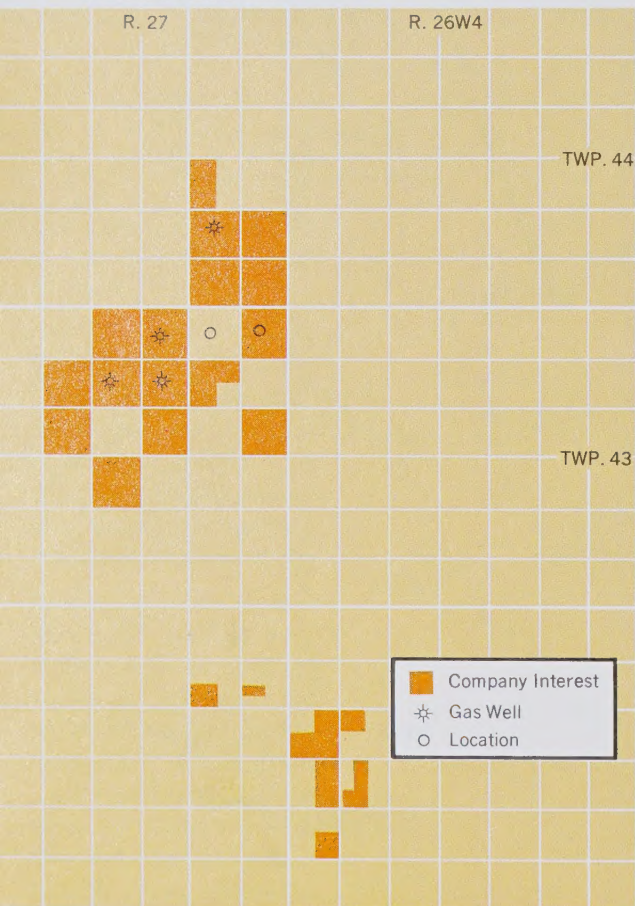 R. 27 R. 26W4
TWP. 44
TWP. 43
Company Interest
Gas Well
Location